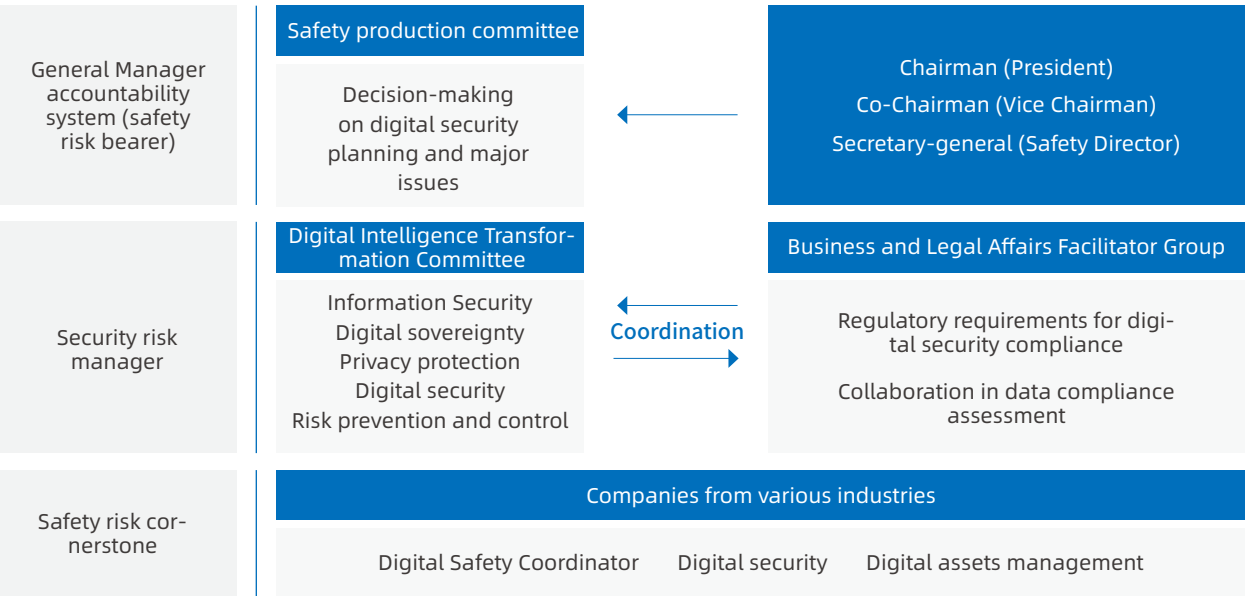 General Manager
accountability
system (safety
risk bearer)
Safety production committee
Decision-making
on digital security
planning and major
issues
Chairman (President)
Co-Chairman (Vice Chairman)
Secretary-general (Safety Director)
Security risk
manager
Digital Intelligence Transfor-
mation Committee
Information Security
Digital sovereignty
Privacy protection
Digital security
Risk prevention and control
Coordination
Business and Legal Affairs Facilitator Group
Regulatory requirements for digi-
tal security compliance
Collaboration in data compliance
assessment
Safety risk cor-
nerstone
Companies from various industries
Digital Safety Coordinator Digital security Digital assets management